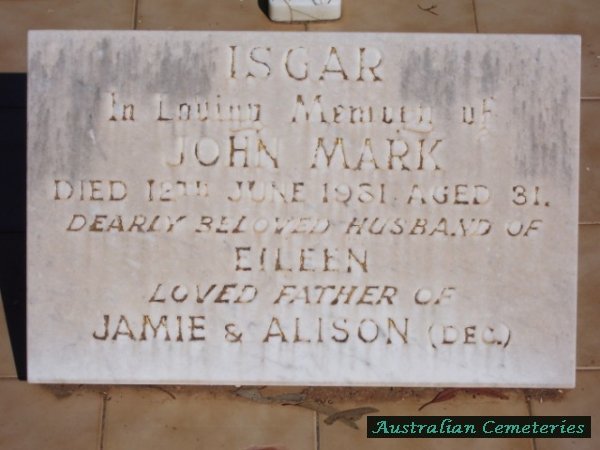 ISGAR
In Loving Memory of
JOHN MARK
DIED 12TH JUNE 1981. AGED 31.
DEARLY BELOVED HUSBAND OF
EILEEN
LOVED FATHER OF
JAMIE & ALISON (DEC.)
Australian Cemeteries